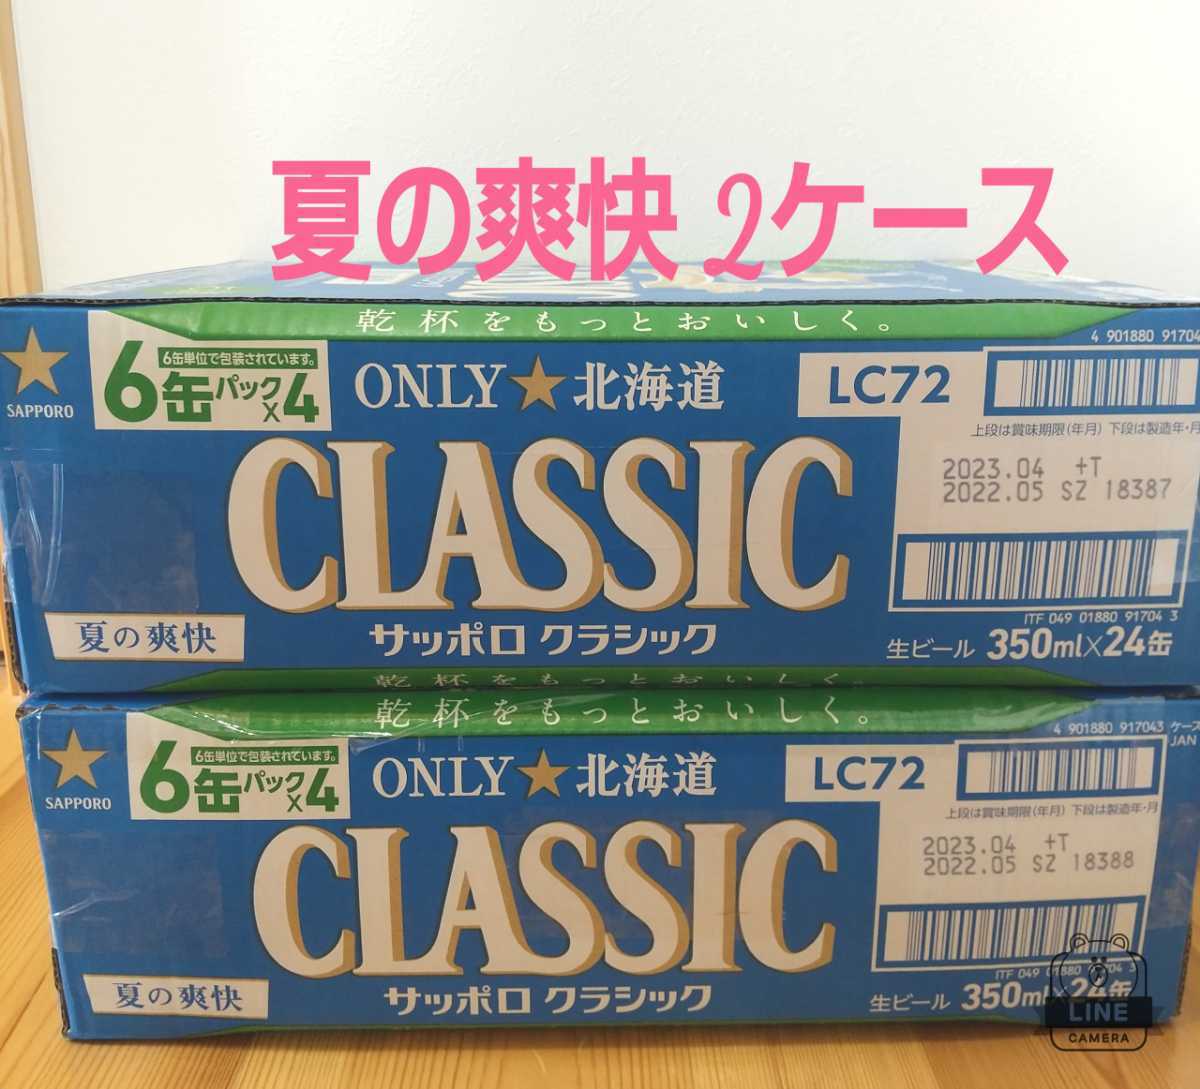 夏の爽快 2ケース
乾杯をもっとおいしく。
4 901880 91704
SAPPORO
6缶パック×4
6缶単位で包装されています。
ONLY★北海道
LC72
上段は賞味期限(年月) 下段は製造年・月
2023.04 +T
2022.05 SZ 18387
CLASSIC
夏の爽快
サッポロ クラシック
ITF 049 01880 91704 3
生ビール 350ml×24缶
乾杯をもっとおいしく。
乾杯をもっとおいしく。
4 901880 917043 ケース
JAN
SAPPORO
6缶パック×4
6缶単位で包装されています。
ONLY★北海道
LC72
上段は賞味期限(年月) 下段は製造年・月
2023.04 +T
2022.05 SZ 18388
CLASSIC
夏の爽快
サッポロ クラシック
ITF 049 01880 91704 3
生ビール 350ml×24缶
LINE
CAMERA